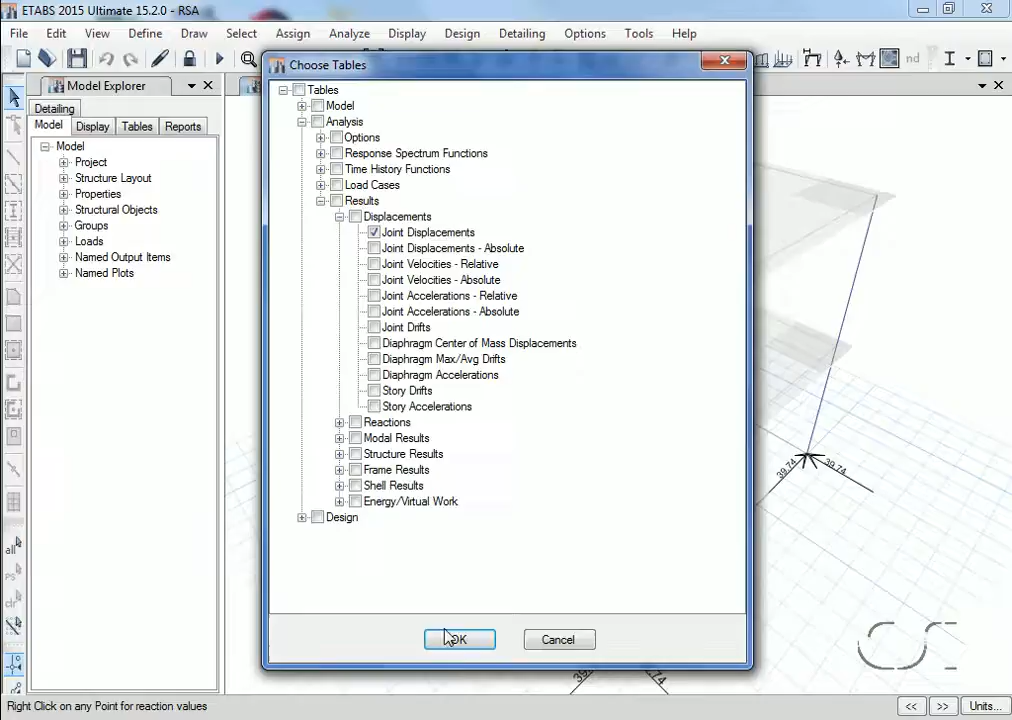 ETABS 2015 Ultimate 15.2.0 - RSA
File Edit View Define Draw Select Assign Analyze Display Design Detailing Options Tools Help
nd
Model Explorer
Detailing
Model Display Tables Reports
Model
Project
Structure Layout
Properties
Structural Objects
Groups
Loads
Named Output Items
Named Plots
all
ps
clr
Choose Tables
Tables
Model
Analysis
Options
Response Spectrum Functions
Time History Functions
Load Cases
Results
Displacements
Joint Displacements
Joint Displacements - Absolute
Joint Velocities - Relative
Joint Velocities - Absolute
Joint Accelerations - Relative
Joint Accelerations - Absolute
Joint Drifts
Diaphragm Center of Mass Displacements
Diaphragm Max/Avg Drifts
Diaphragm Accelerations
Story Drifts
Story Accelerations
Reactions
Modal Results
Structure Results
Frame Results
Shell Results
Energy/Virtual Work
Design
OK Cancel
39.74 39.74
CSI
Right Click on any Point for reaction values
<< >> Units...